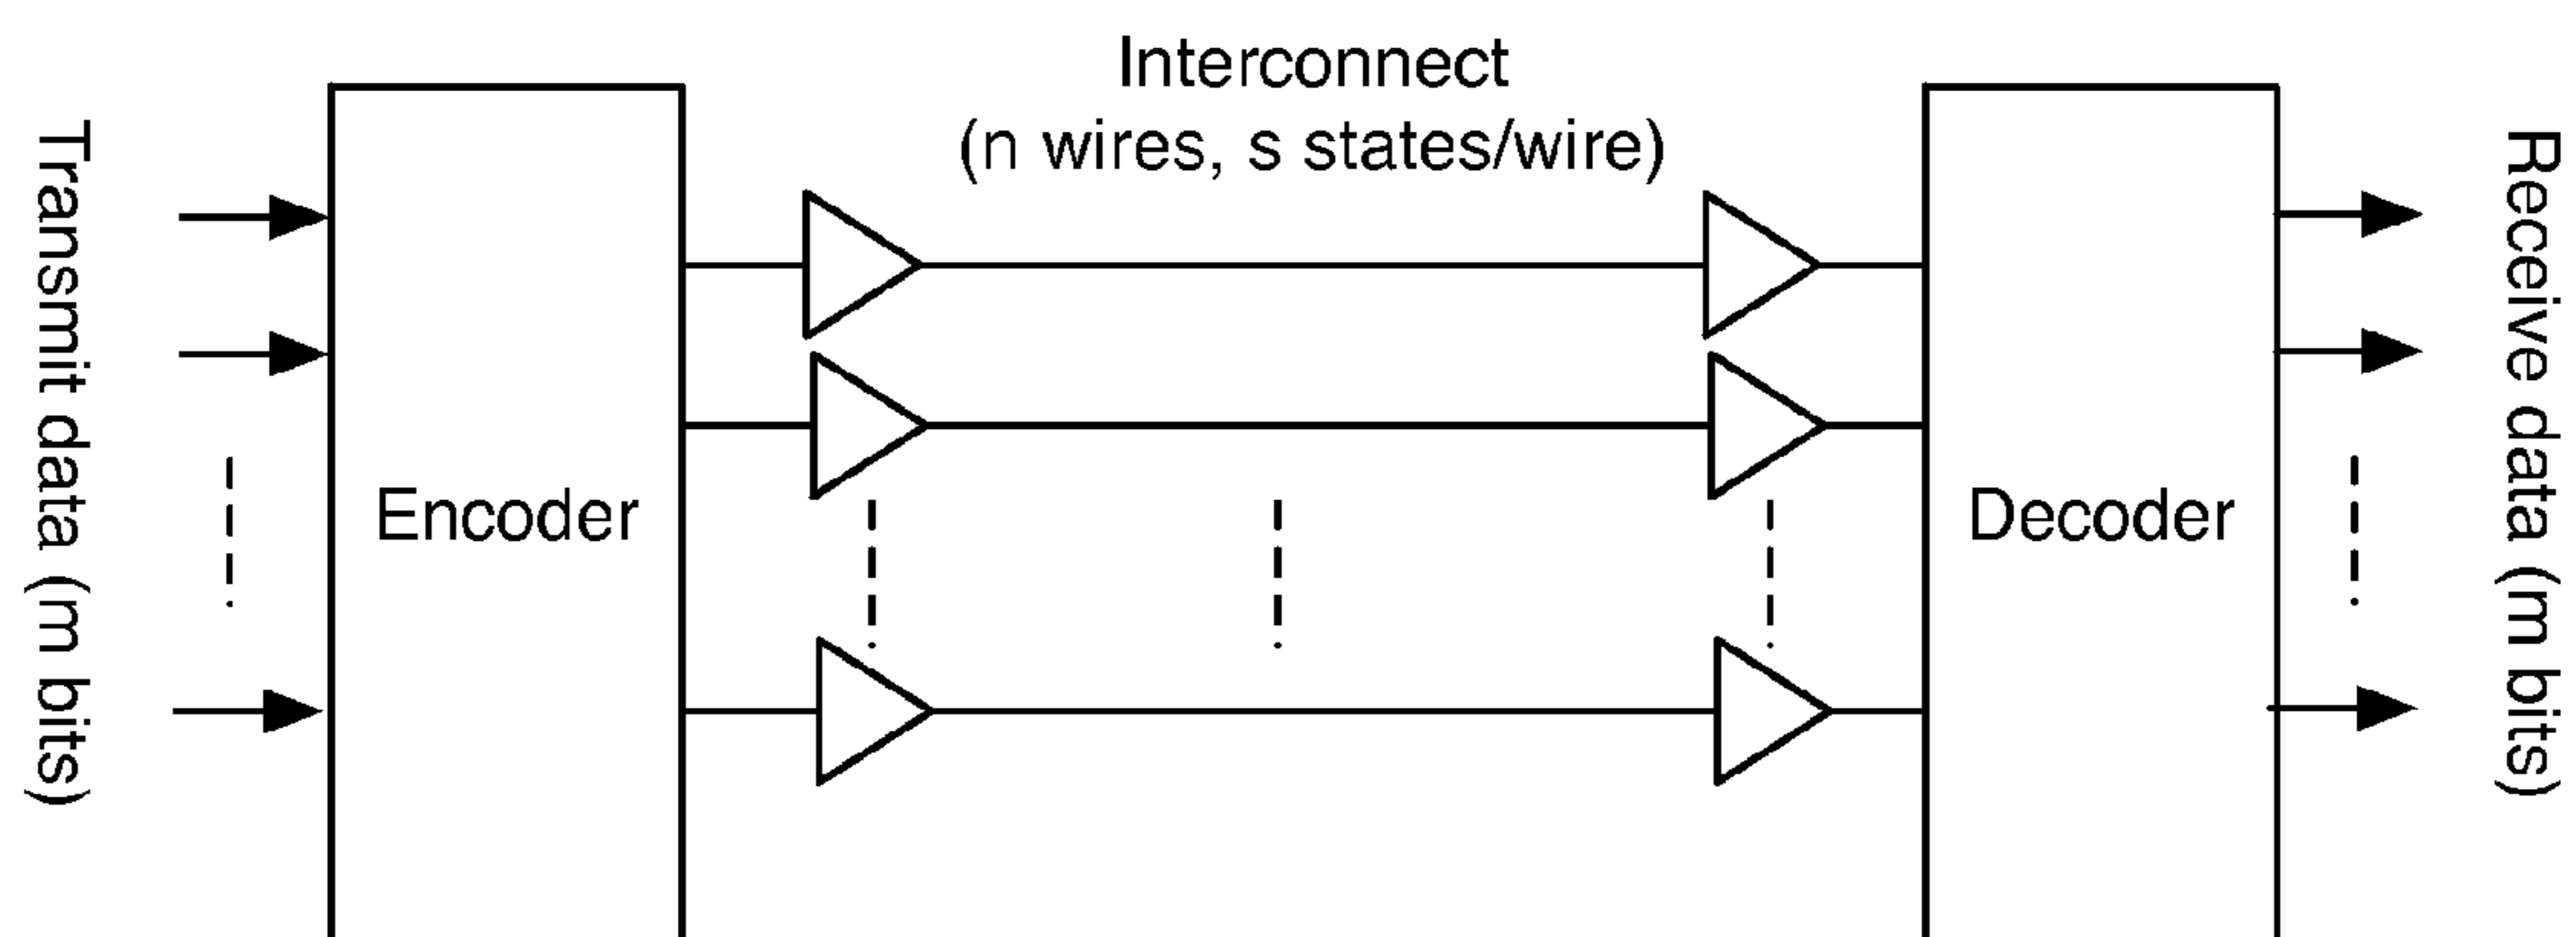 Interconnect
(n wires, s states/wire)
Transmit data (m bits)
Encoder
Decoder
Receive data (m bits)